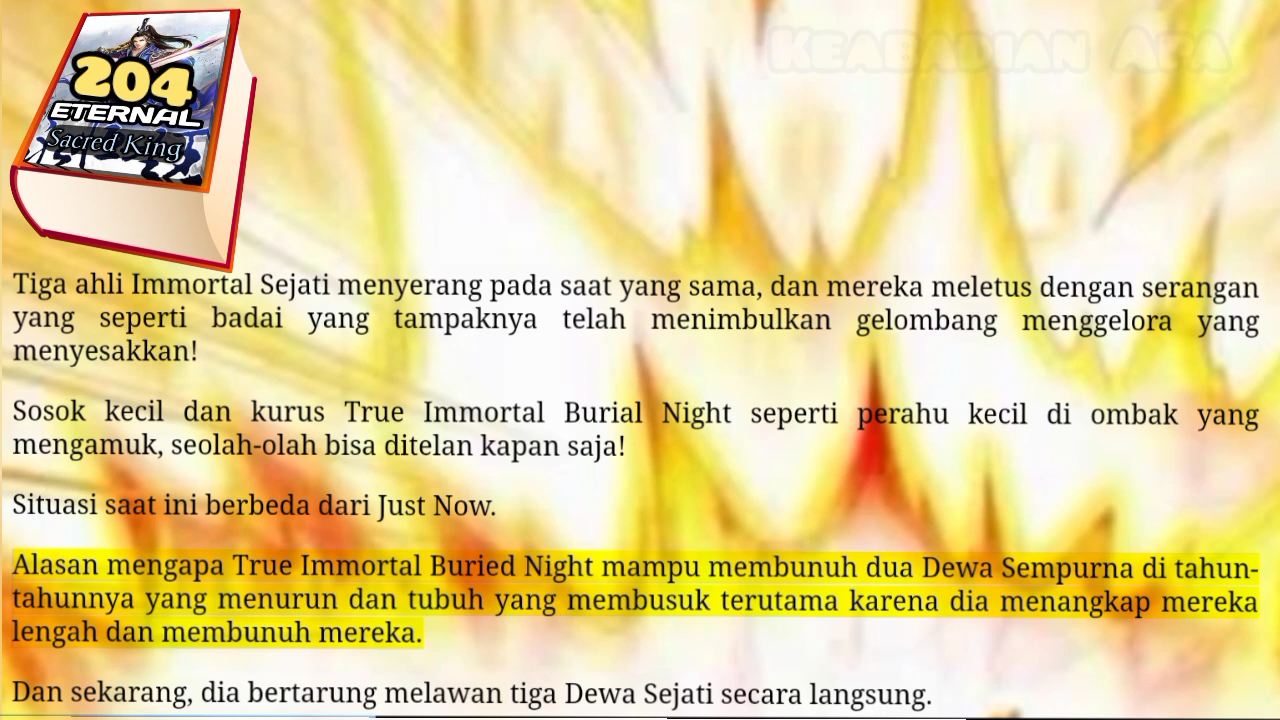 KEABADIAN APA
204
ETERNAL
Sacred King
Tiga ahli Immortal Sejati menyerang pada saat yang sama, dan mereka meletus dengan serangan
yang seperti badai yang tampaknya telah menimbulkan gelombang menggelora yang
menyesakkan!
Sosok kecil dan kurus True Immortal Burial Night seperti perahu kecil di ombak yang
mengamuk, seolah-olah bisa ditelan kapan saja!
Situasi saat ini berbeda dari Just Now.
Alasan mengapa True Immortal Buried Night mampu membunuh dua Dewa Sempurna di tahun-
tahunnya yang menurun dan tubuh yang membusuk terutama karena dia menangkap mereka
lengah dan membunuh mereka.
Dan sekarang, dia bertarung melawan tiga Dewa Sejati secara langsung.